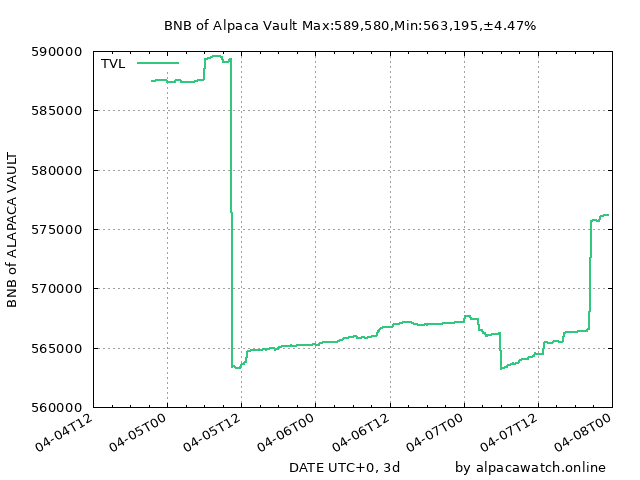 BNB of Alpaca Vault Max:589,580,Min:563,195,±4.47%
TVL
590000
585000
580000
575000
570000
565000
560000
BNB of ALAPACA VAULT
04-04T12
04-05T00
04-05T12
04-06T00
04-06T12
04-07T00
04-07T12
04-08T00
DATE UTC+0, 3d
by alpacawatch.online